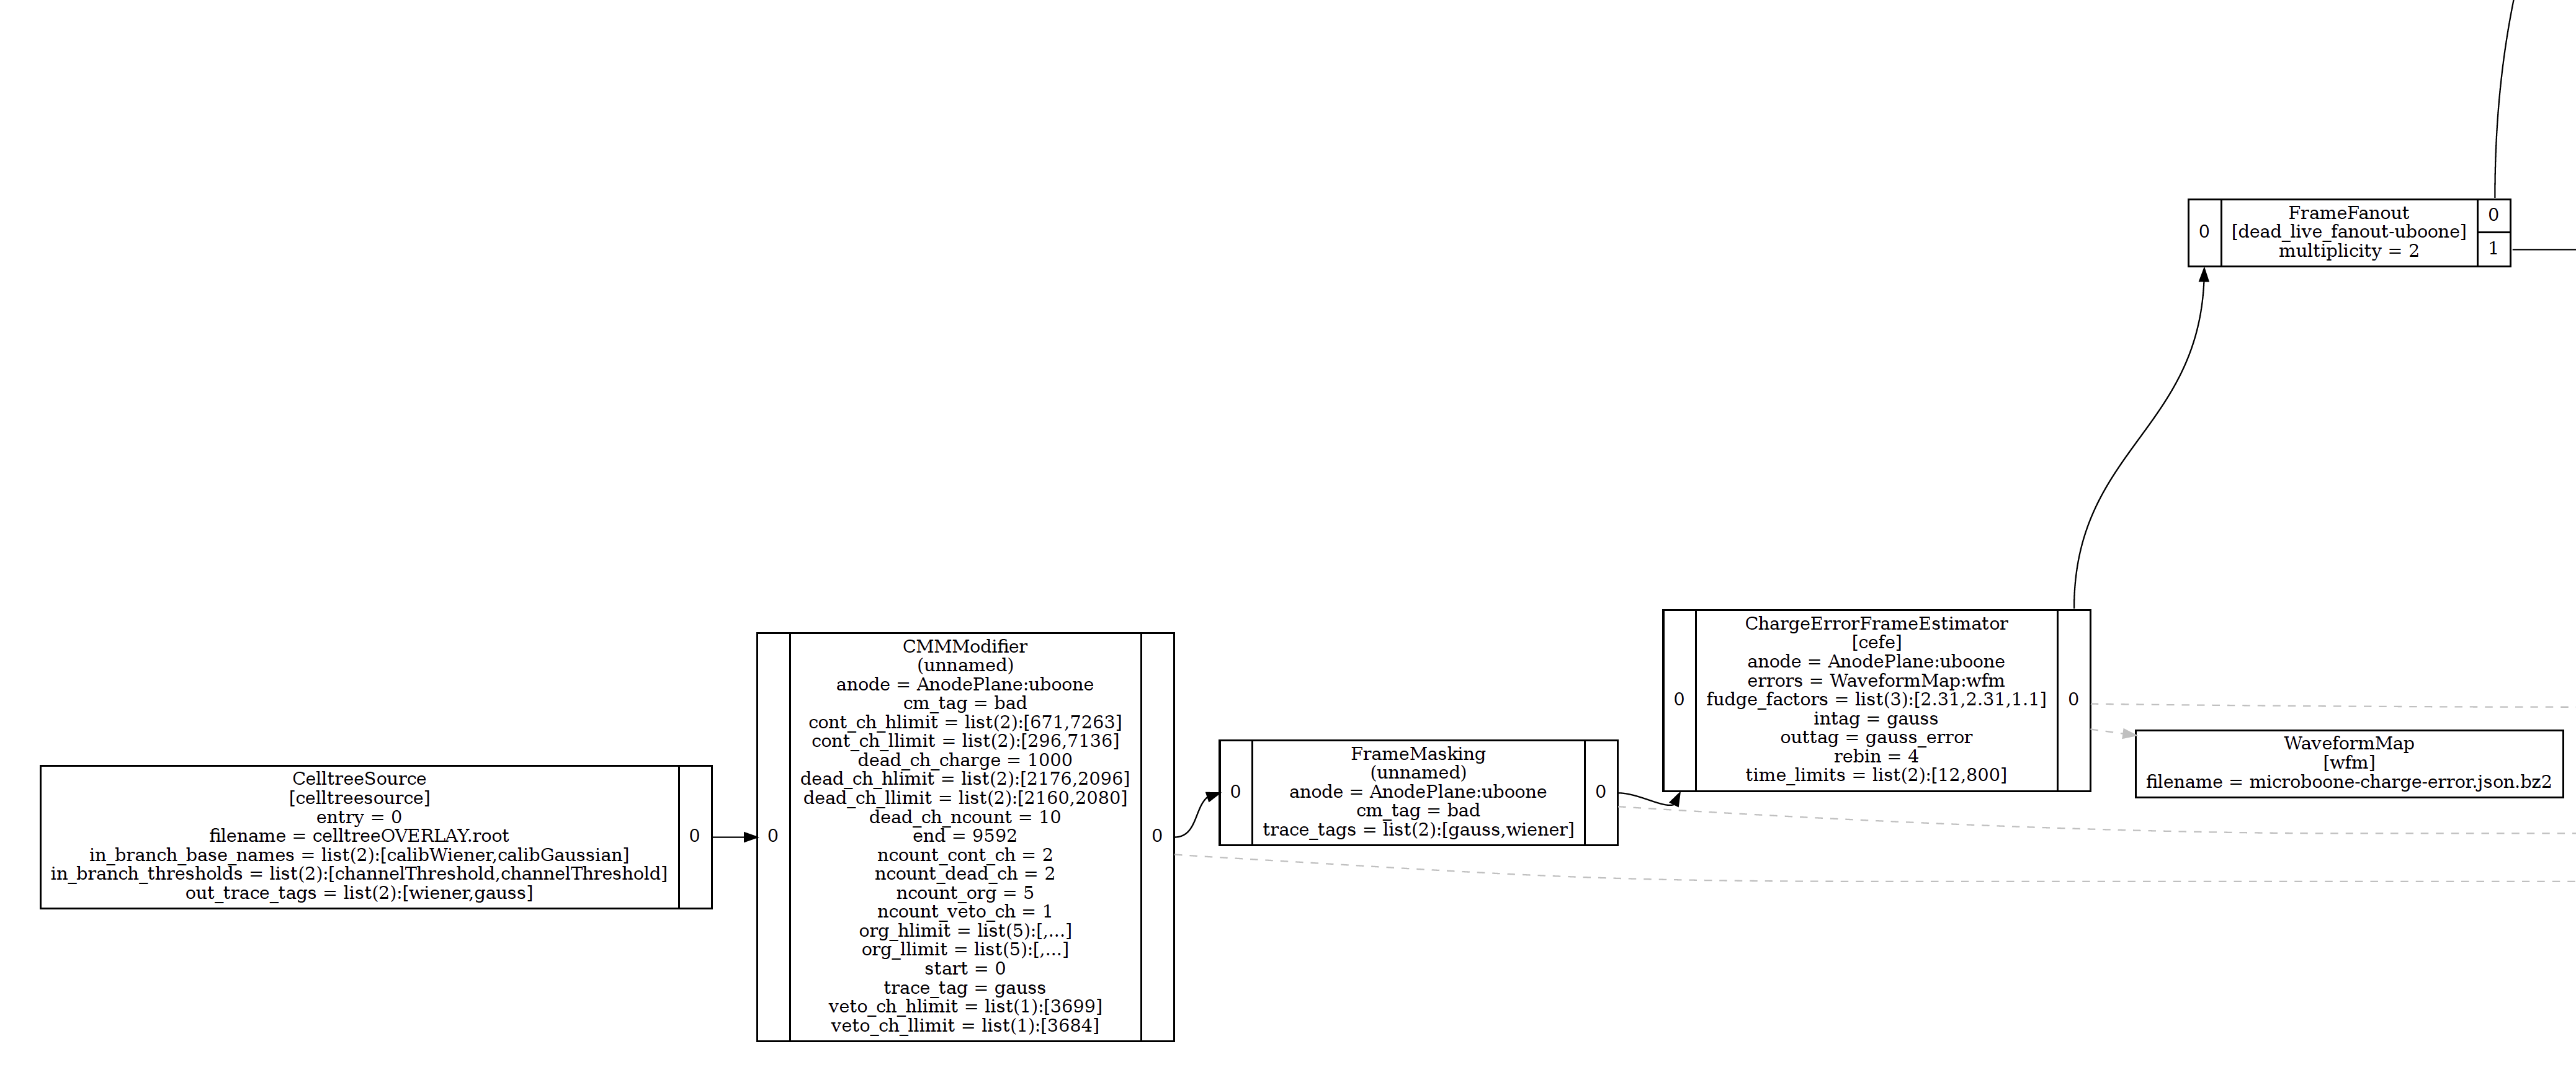 0
CelltreeSource
[celltreesource]
entry = 0
filename = celltreeOVERLAY.root
in_branch_base_names = list(2):[calibWiener,calibGaussian]
in_branch_thresholds = list(2):[channelThreshold,channelThreshold]
out_trace_tags = list(2):[wiener,gauss]
0
CMMModifier
(unnamed)
anode = AnodePlane:uboone
cm_tag = bad
cont_ch_hlimit = list(2):[671,7263]
cont_ch_llimit = list(2):[296,7136]
dead_ch_charge = 1000
dead_ch_hlimit = list(2):[2176,2096]
dead_ch_llimit = list(2):[2160,2080]
dead_ch_ncount = 10
end = 9592
ncount_cont_ch = 2
ncount_dead_ch = 2
ncount_org = 5
ncount_veto_ch = 1
org_hlimit = list(5):[,...]
org_llimit = list(5):[,...]
start = 0
trace_tag = gauss
veto_ch_hlimit = list(1):[3699]
veto_ch_llimit = list(1):[3684]
0
0
FrameMasking
(unnamed)
anode = AnodePlane:uboone
cm_tag = bad
trace_tags = list(2):[gauss,wiener]
0
0
ChargeErrorFrameEstimator
[cefe]
anode = AnodePlane:uboone
errors = WaveformMap:wfm
fudge_factors = list(3):[2.31,2.31,1.1]
intag = gauss
outtag = gauss_error
rebin = 4
time_limits = list(2):[12,800]
0
0
FrameFanout
[dead_live_fanout-uboone]
multiplicity = 2
0
1
WaveformMap
[wfm]
filename = microboone-charge-error.json.bz2